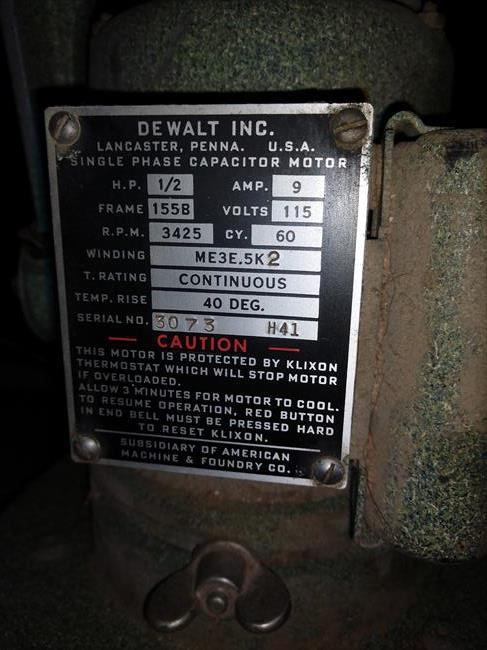 DEWALT INC.
LANCASTER, PENNA. U.S.A.
SINGLE PHASE CAPACITOR MOTOR
H.P. 1/2 AMP. 9
FRAME 155B VOLTS 115
R.P.M. 3425 CY. 60
WINDING ME3E.5K2
T. RATING CONTINUOUS
TEMP. RISE 40 DEG.
SERIAL NO. 3073 H41
CAUTION
THIS MOTOR IS PROTECTED BY KLIXON
THERMOSTAT WHICH WILL STOP MOTOR
IF OVERLOADED.
ALLOW 3 MINUTES FOR MOTOR TO COOL.
TO RESUME OPERATION, RED BUTTON
IN END BELL MUST BE PRESSED HARD
TO RESET KLIXON.
SUBSIDIARY OF AMERICAN
MACHINE & FOUNDRY CO.